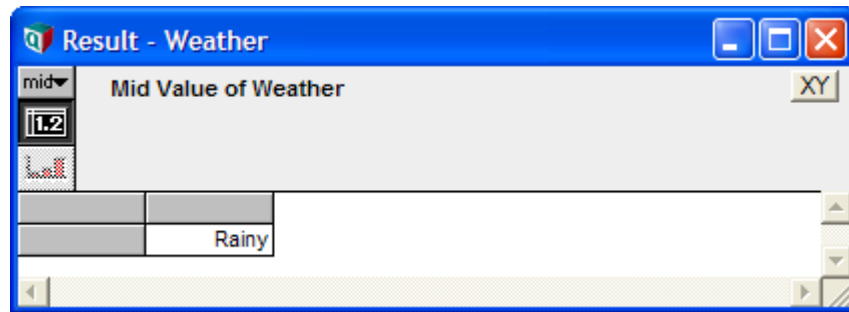 Result - Weather
mid
Mid Value of Weather
XY
1.2
Rainy